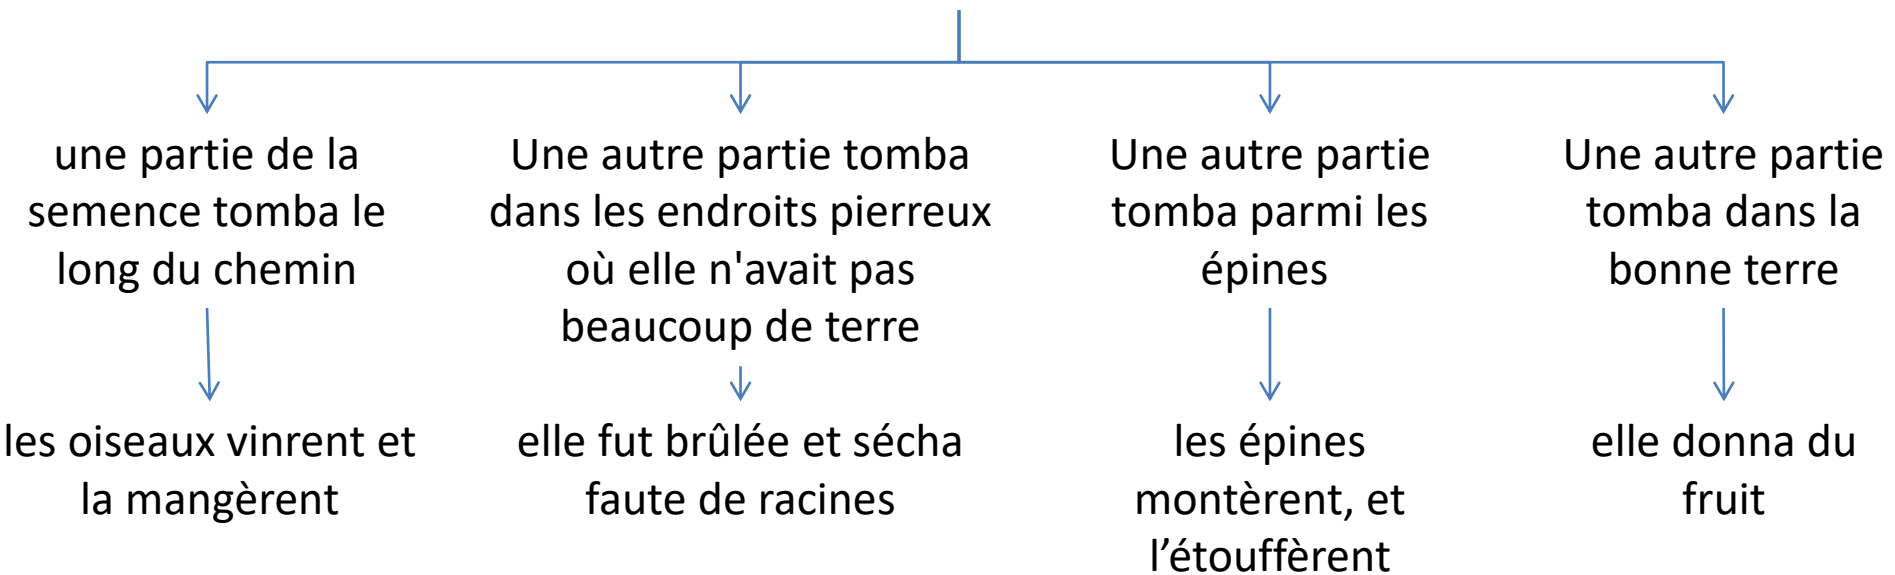 une partie de la
semence tomba le
long du chemin
les oiseaux vinrent et
la mangèrent
Une autre partie tomba
dans les endroits pierreux
où elle n'avait pas
beaucoup de terre
elle fut brûlée et sécha
faute de racines
Une autre partie
tomba parmi les
épines
les épines
montèrent, et
l’étouffèrent
Une autre partie
tomba dans la
bonne terre
elle donna du
fruit